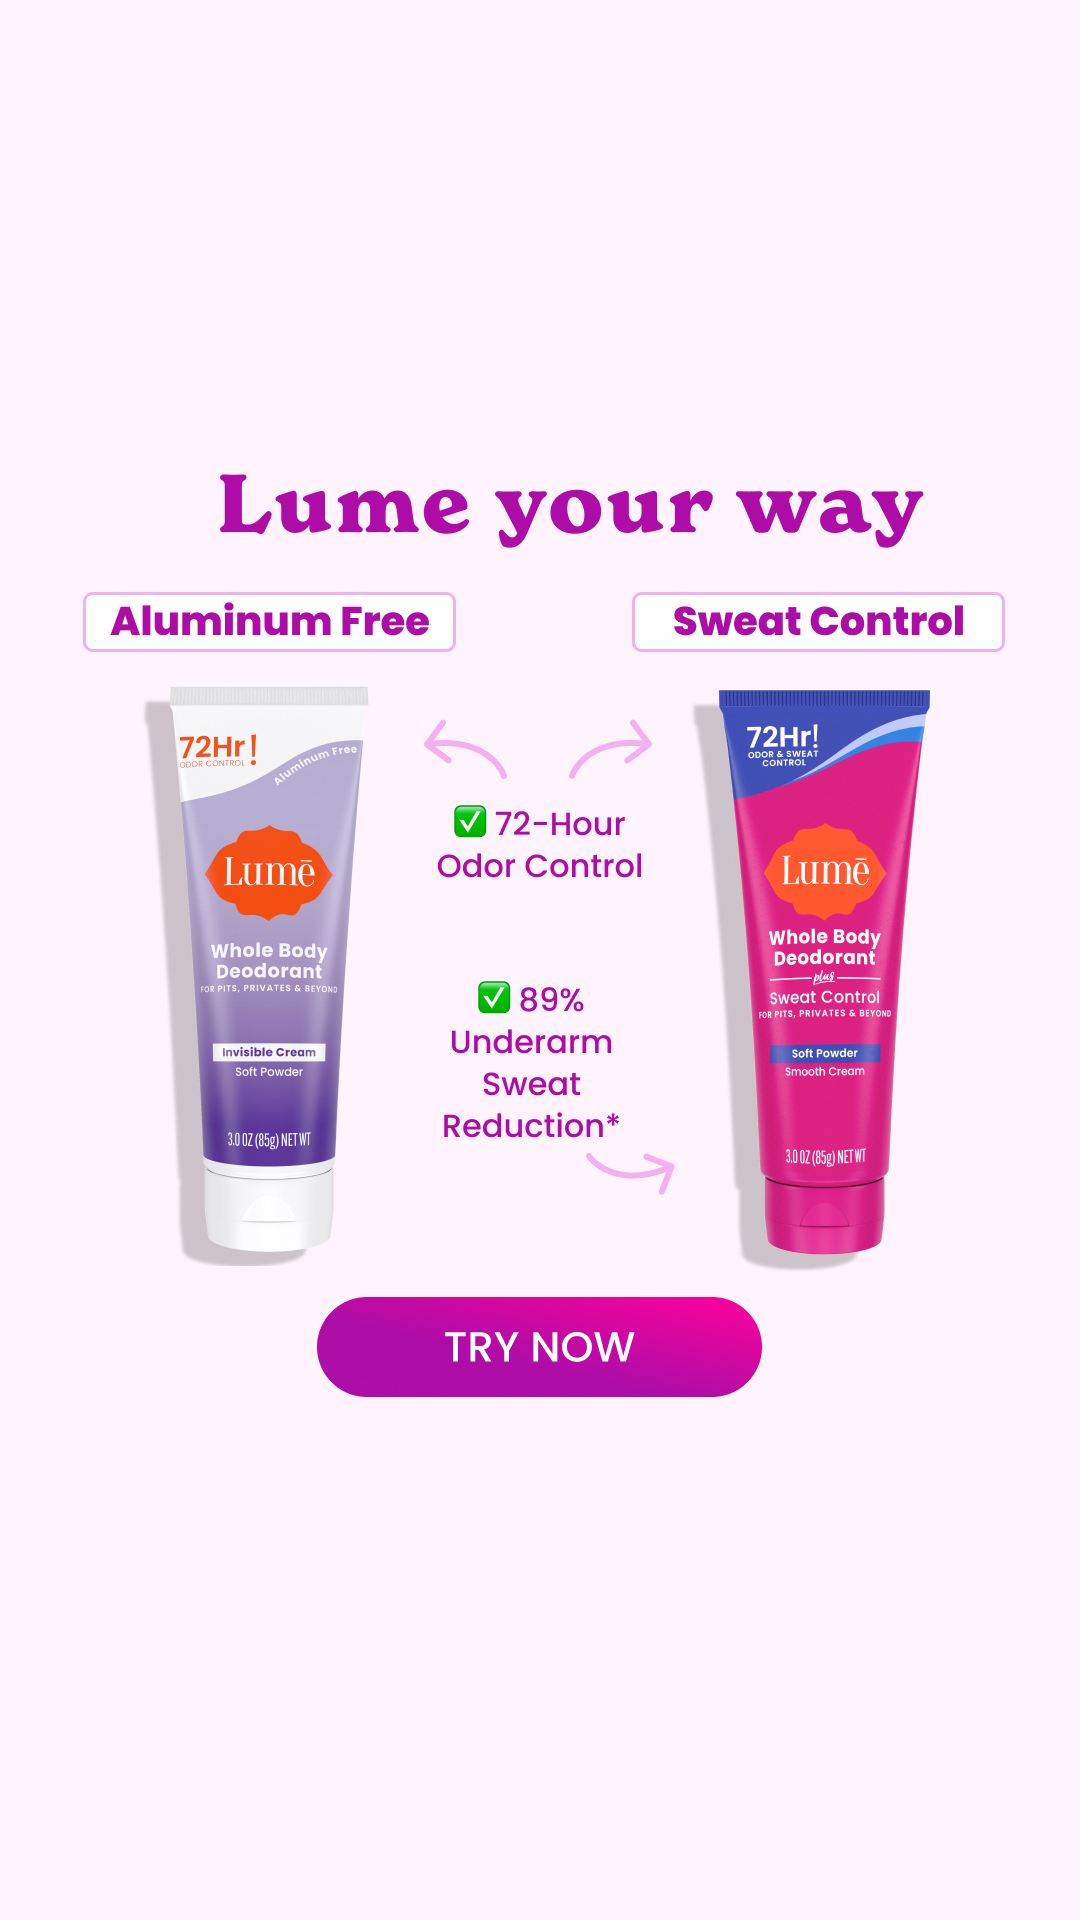 Lume your way
Aluminum Free
Sweat Control
72Hr!
ODOR CONTROL
Aluminum Free
Lumē
Whole Body
Deodorant
FOR PITS, PRIVATES & BEYOND
Invisible Cream
Soft Powder
3.0 OZ (85g) NET WT
✅ 72-Hour
Odor Control
✅ 89%
Underarm
Sweat
Reduction*
72Hr!
ODOR & SWEAT
CONTROL
Lumē
Whole Body
Deodorant
plus
Sweat Control
FOR PITS, PRIVATES & BEYOND
Soft Powder
Smooth Cream
3.0 OZ (85g) NET WT
TRY NOW